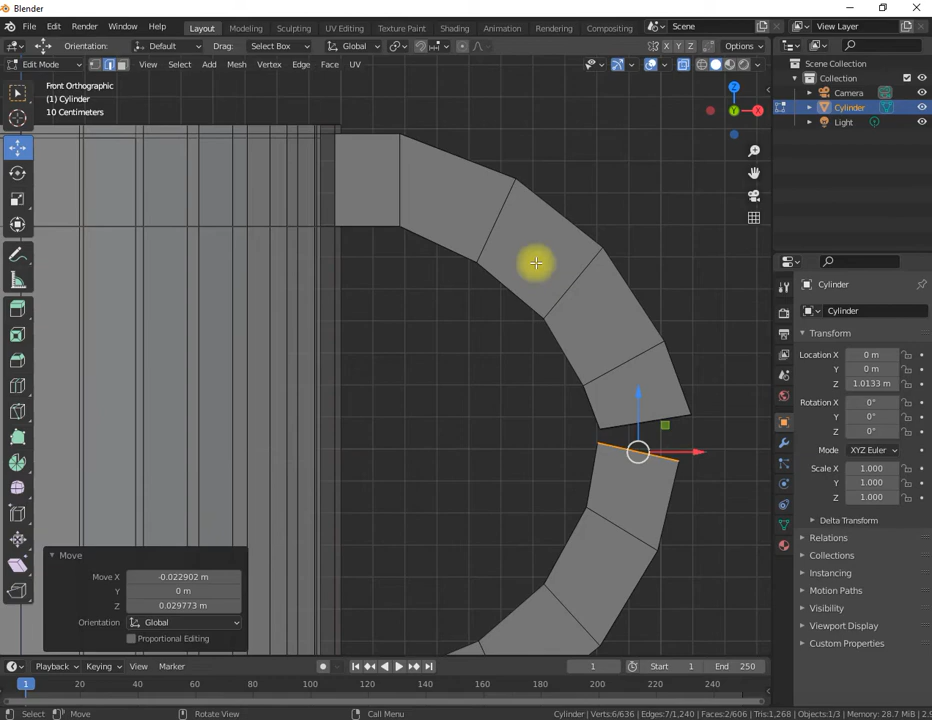 Blender
File Edit Render Window Help Layout Modeling Sculpting UV Editing Texture Paint Shading Animation Rendering Compositing Scene View Layer
Orientation: Default Drag: Select Box Global X Y Z Options
Edit Mode View Select Add Mesh Vertex Edge Face UV
Front Orthographic
(1) Cylinder
10 Centimeters
Z
Y
X
Move
Move X -0.022902 m
Y 0 m
Z 0.029773 m
Orientation Global
Proportional Editing
Scene Collection
Collection
Camera
Cylinder
Light
Cylinder
Cylinder
Transform
Location X 0 m
Y 0 m
Z 1.0133 m
Rotation X 0°
Y 0°
Z 0°
Mode XYZ Euler
Scale X 1.000
Y 1.000
Z 1.000
Delta Transform
Relations
Collections
Instancing
Motion Paths
Visibility
Viewport Display
Custom Properties
Playback Keying View Marker 1 Start 1 End 250
1 20 40 60 80 100 120 140 160 180 200 220 240
Select Move Rotate View Call Menu Cylinder | Verts:6/636 | Edges:7/1,240 | Faces:2/606 | Tris:1,268 | Objects:1/3 | Memory: 28.7 MiB | 2.9